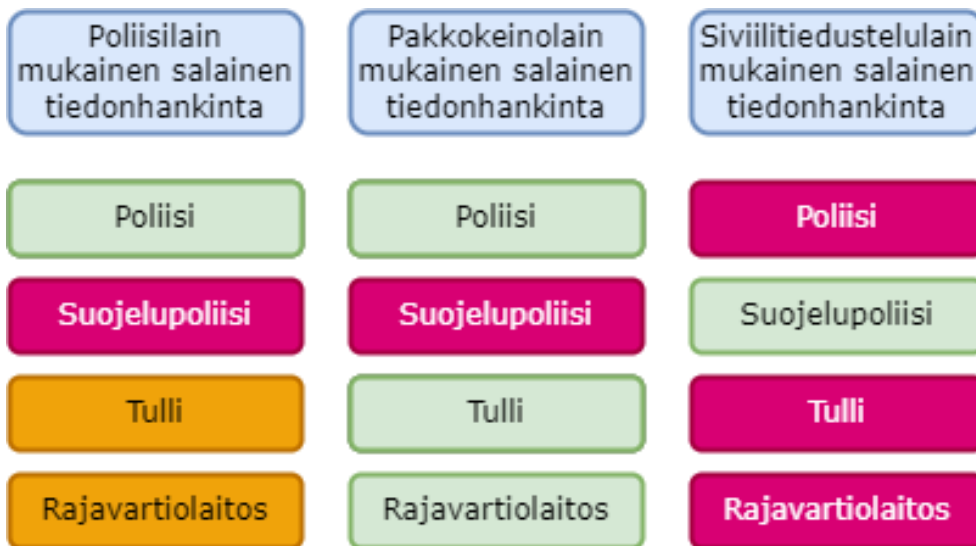 Poliisilain
mukainen salainen
tiedonhankinta
Pakkokeinolain
mukainen salainen
tiedonhankinta
Siviilitiedustelulain
mukainen salainen
tiedonhankinta
Poliisi
Poliisi
Poliisi
Suojelupoliisi
Suojelupoliisi
Suojelupoliisi
Tulli
Tulli
Tulli
Rajavartiolaitos
Rajavartiolaitos
Rajavartiolaitos